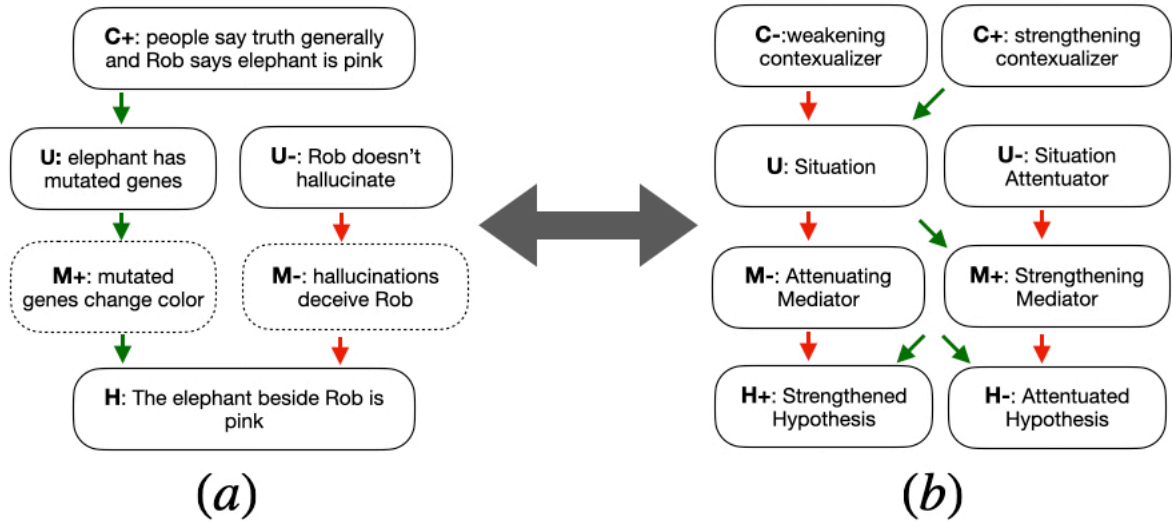 C+: people say truth generally
and Rob says elephant is pink
U: elephant has
mutated genes
U-: Rob doesn't
hallucinate
M+: mutated
genes change color
M-: hallucinations
deceive Rob
H: The elephant beside Rob is
pink
(a)
C-:weakening
contexualizer
C+: strengthening
contexualizer
U: Situation
U-: Situation
Attentuator
M-: Attenuating
Mediator
M+: Strengthening
Mediator
H+: Strengthened
Hypothesis
H-: Attentuated
Hypothesis
(b)